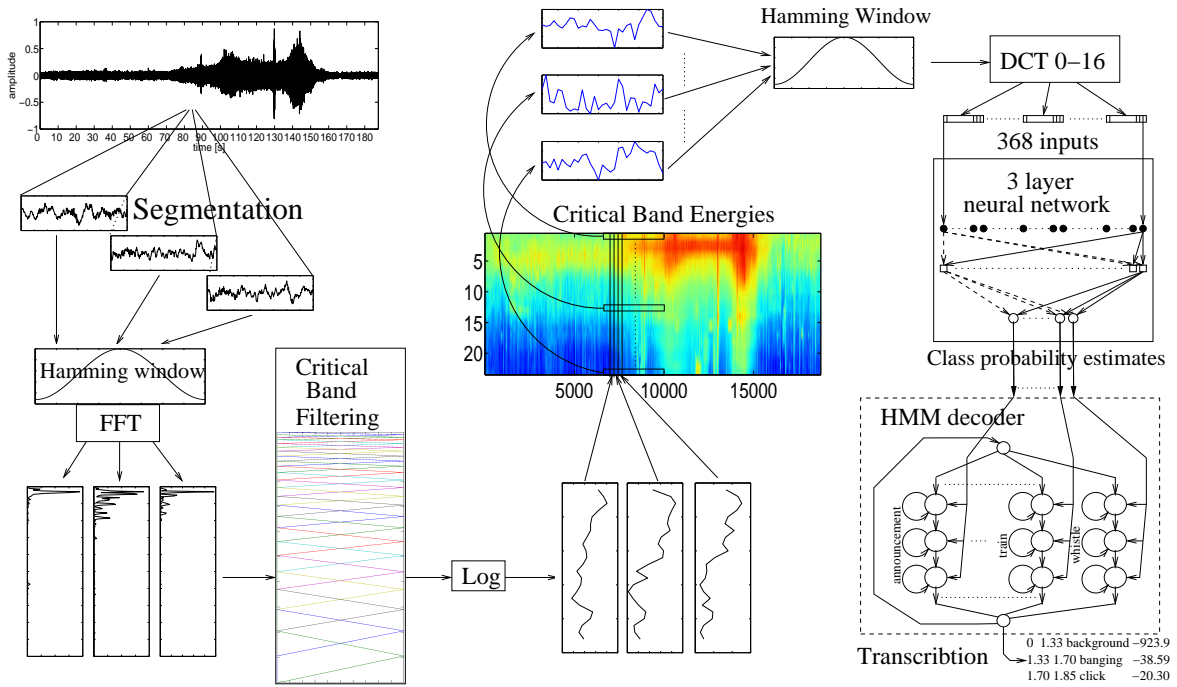 amplitude
1
0.5
0
−0.5
−1
0 10 20 30 40 50 60 70 80 90 100 110 120 130 140 150 160 170 180
time [s]
Segmentation
Hamming window
FFT
Critical
Band
Filtering
Log
Hamming Window
DCT 0−16
368 inputs
3 layer
neural network
Critical Band Energies
5
10
15
20
5000 10000 15000
Class probability estimates
HMM decoder
announcement
train
whistle
Transcribtion
0 1.33 background −923.9
1.33 1.70 banging −38.59
1.70 1.85 click −20.30